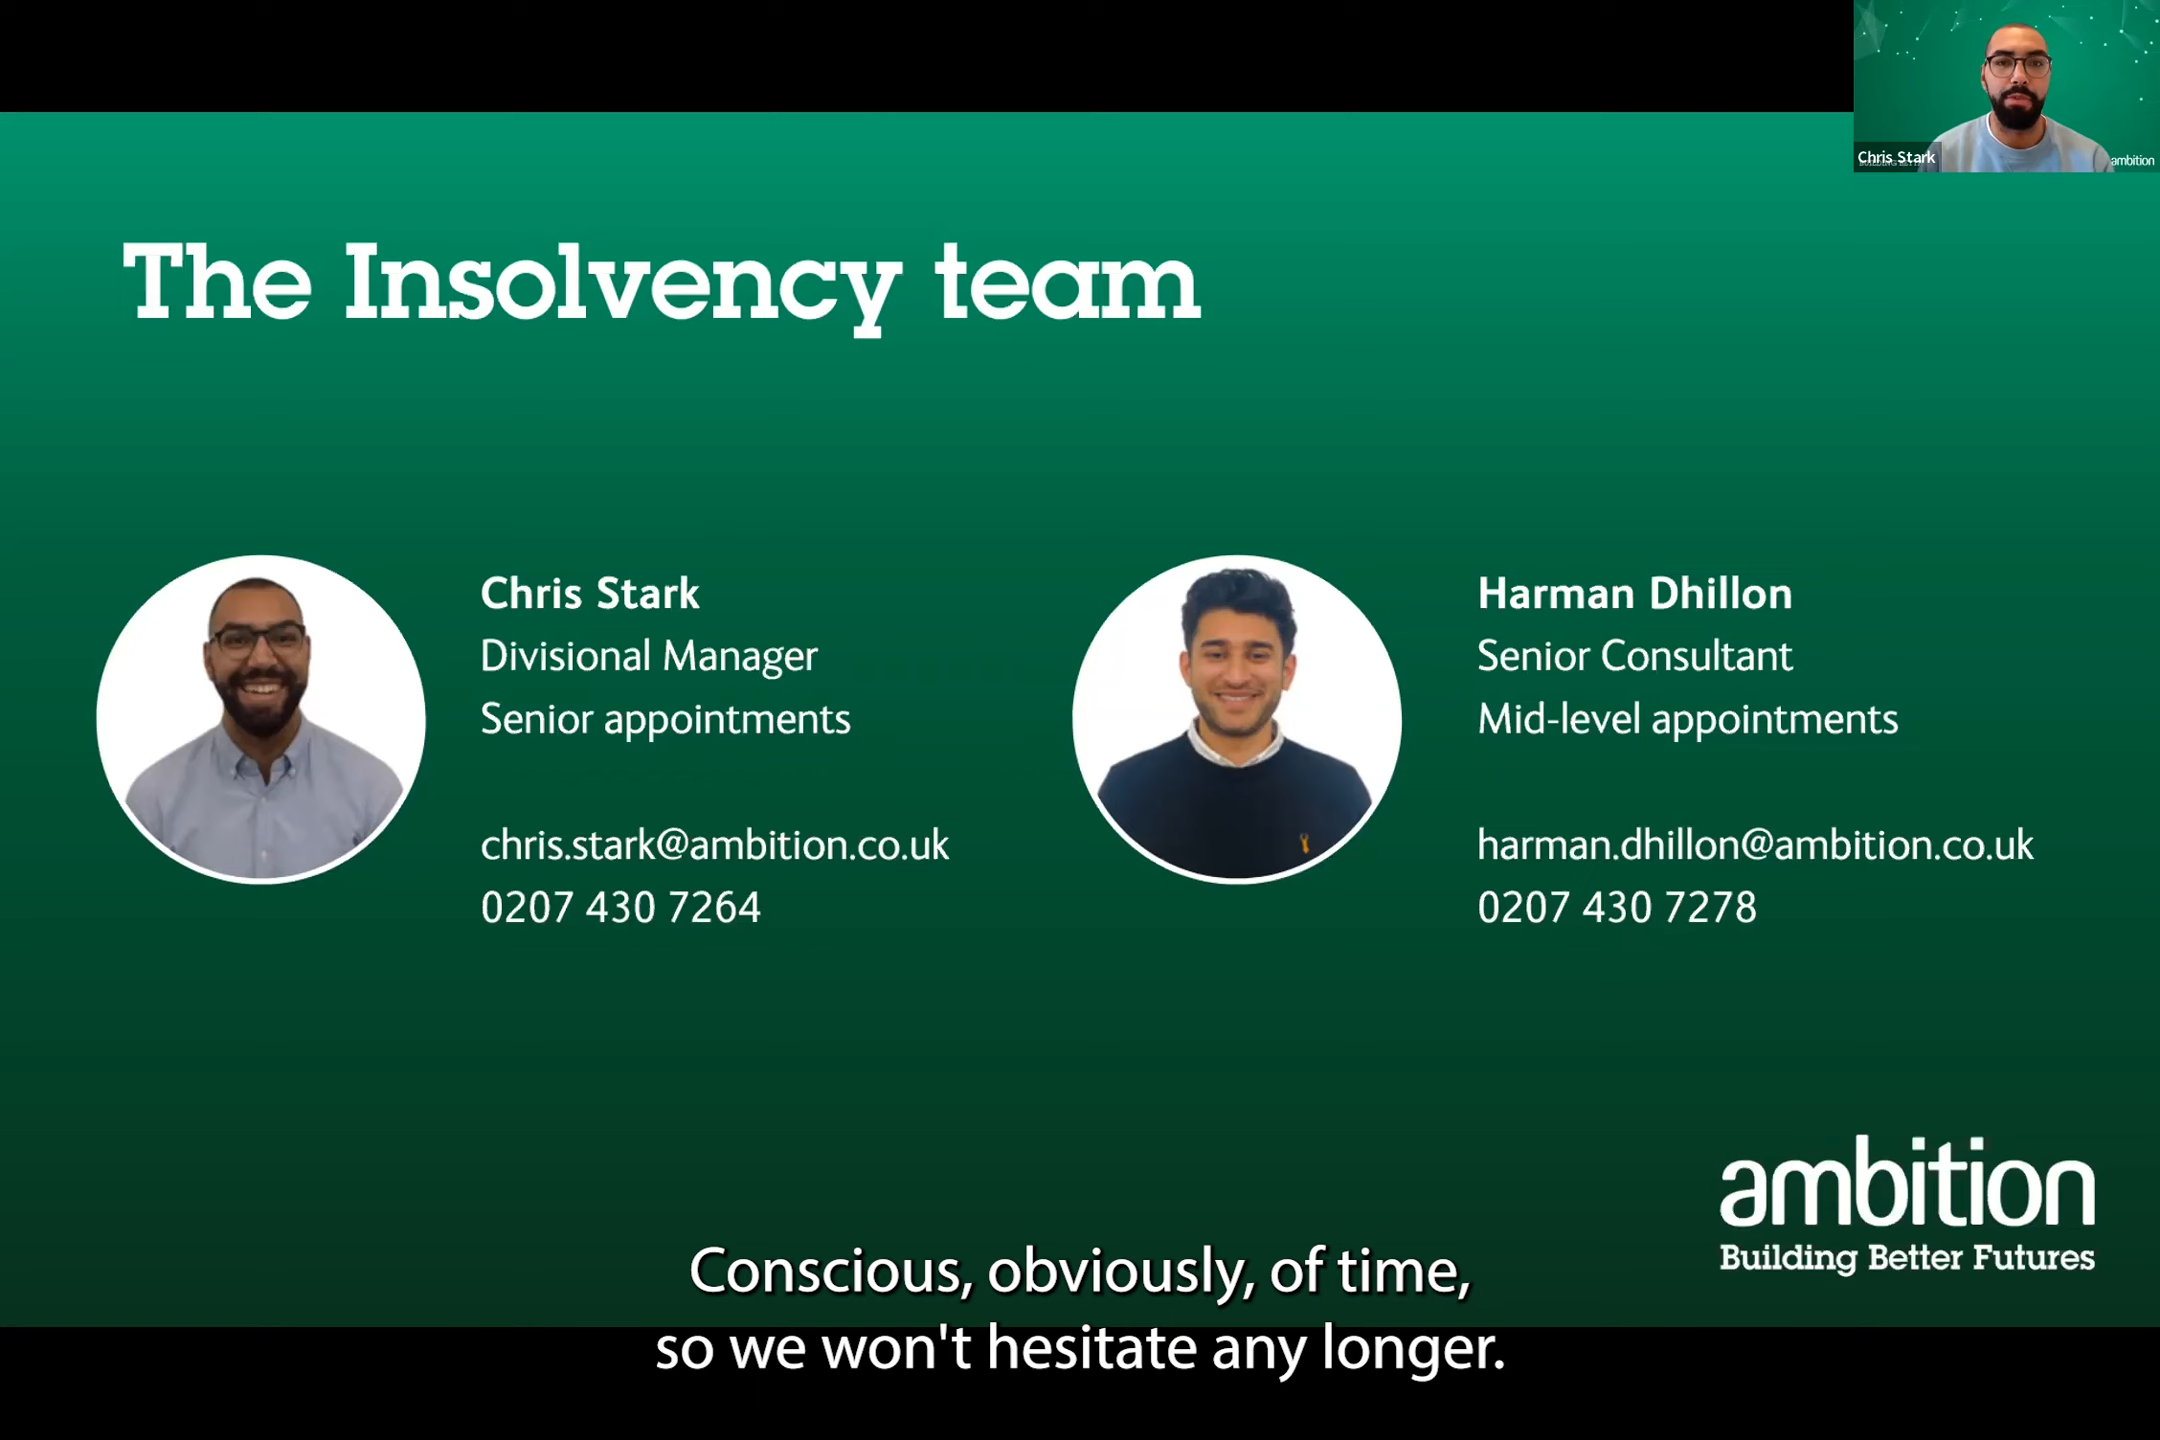 Chris Stark
ambition
The Insolvency team
Chris Stark
Divisional Manager
Senior appointments
chris.stark@ambition.co.uk
0207 430 7264
Harman Dhillon
Senior Consultant
Mid-level appointments
harman.dhillon@ambition.co.uk
0207 430 7278
ambition
Building Better Futures
Conscious, obviously, of time,
so we won't hesitate any longer.